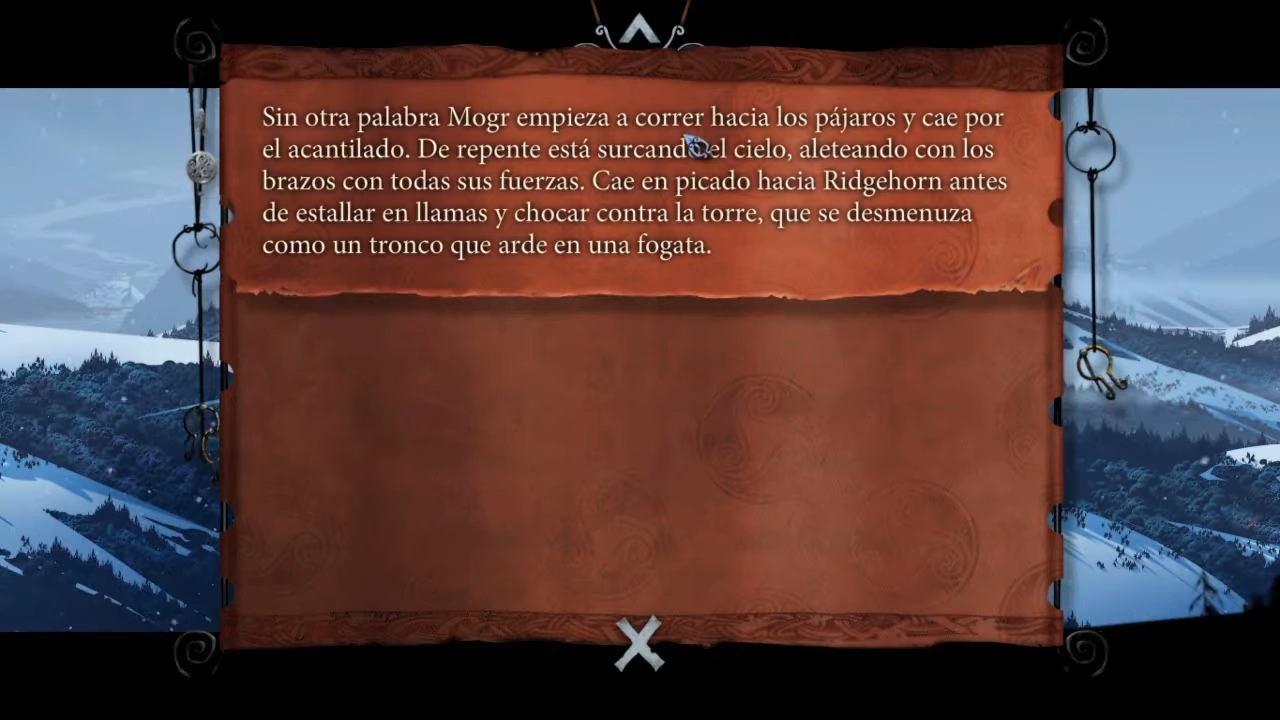 Sin otra palabra Mogr empieza a correr hacia los pájaros y cae por
el acantilado. De repente está surcando el cielo, aleteando con los
brazos con todas sus fuerzas. Cae en picado hacia Ridgehorn antes
de estallar en llamas y chocar contra la torre, que se desmenuza
como un tronco que arde en una fogata.